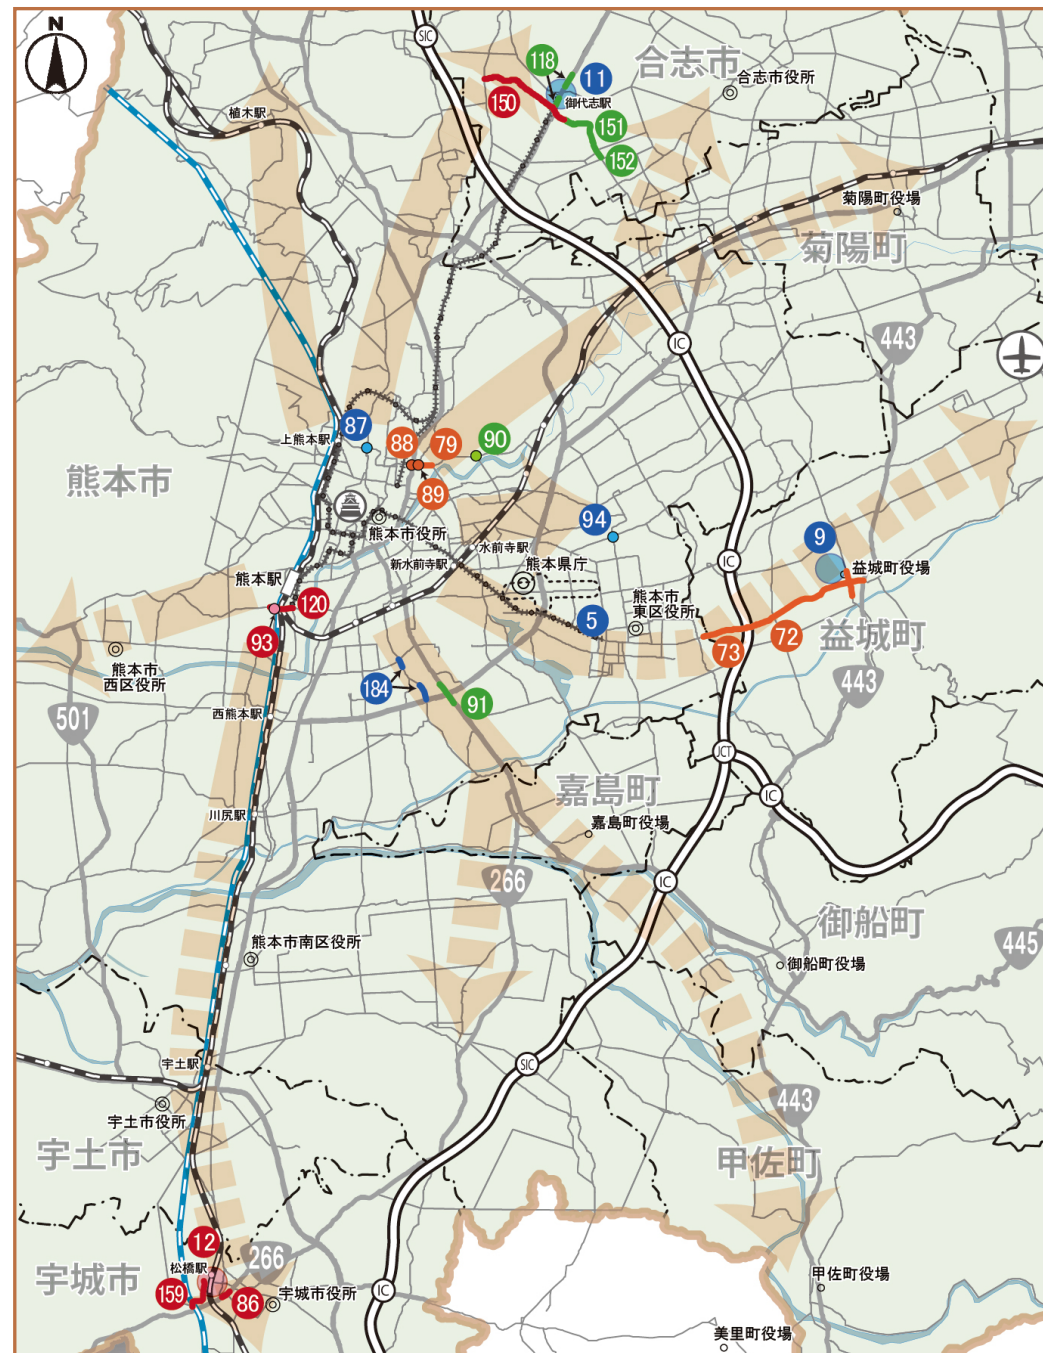 N
SIC
118
11
合志市
合志市役所
150
御代志駅
植木駅
151
152
菊陽町役場
菊陽町
443
IC
87
上熊本駅
88
79
90
89
熊本市
94
9
熊本市役所
水前寺駅
新水前寺駅
熊本県庁
IC
益城町役場
熊本駅
120
熊本市
東区役所
5
93
73
72
益城町
熊本市
西区役所
184
91
443
501
西熊本駅
JCT
嘉島町
IC
川尻駅
嘉島町役場
266
IC
御船町
445
熊本市南区役所
御船町役場
宇土駅
SIC
443
宇土市役所
宇土市
甲佐町
12
266
松橋駅
宇城市
甲佐町役場
159
86
宇城市役所
IC
美里町役場